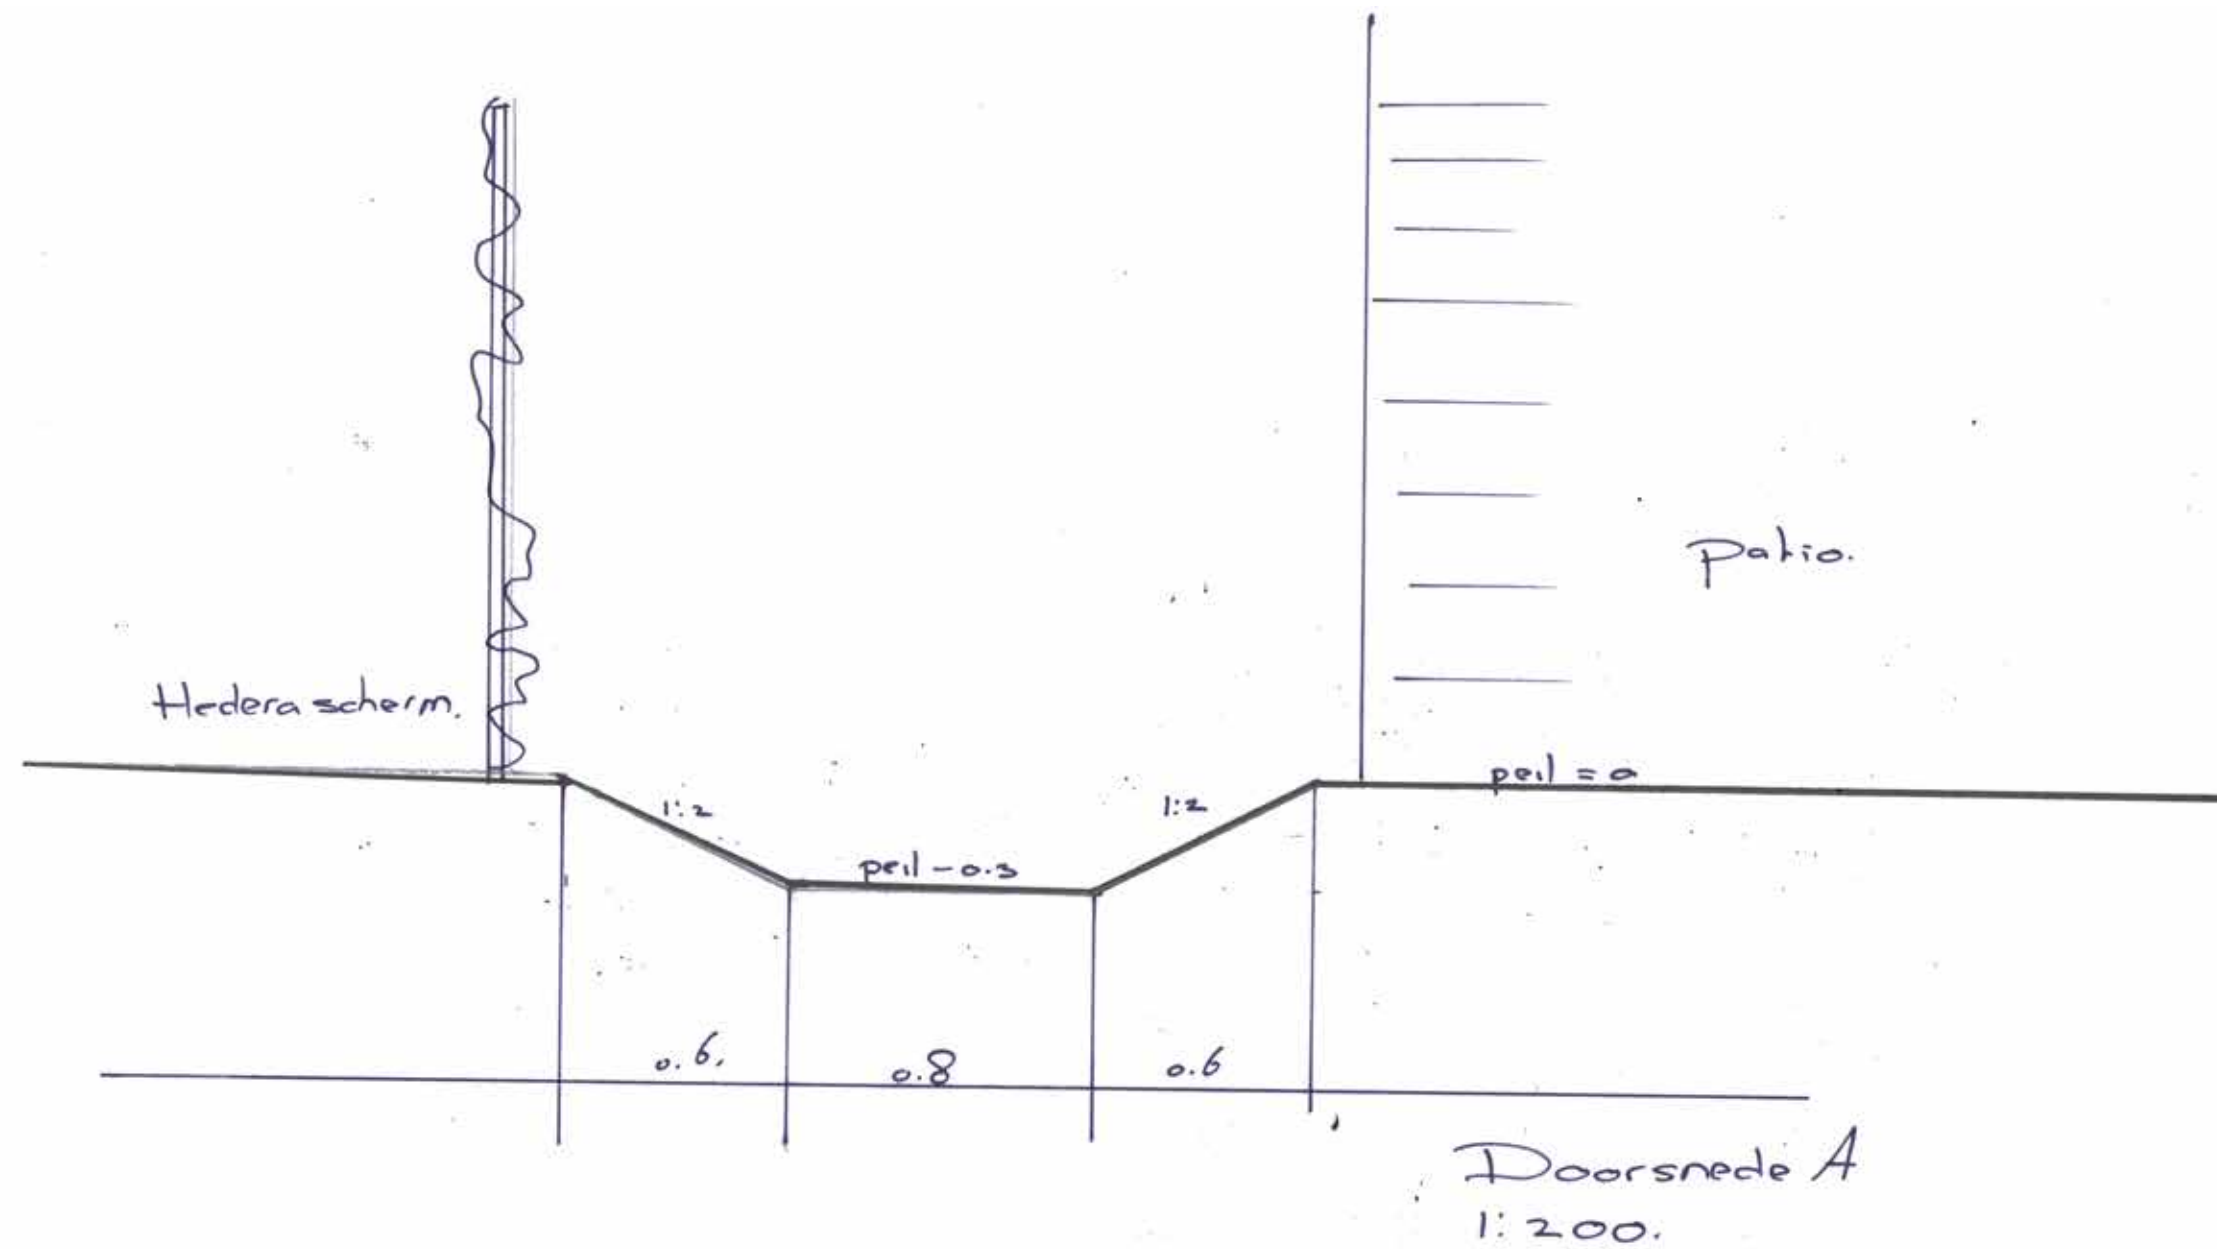 Hedera scherm.
patio.
peil = 0
1:2
1:2
peil - 0.3
0.6.
0.8
0.6
Doorsnede A
1:200.